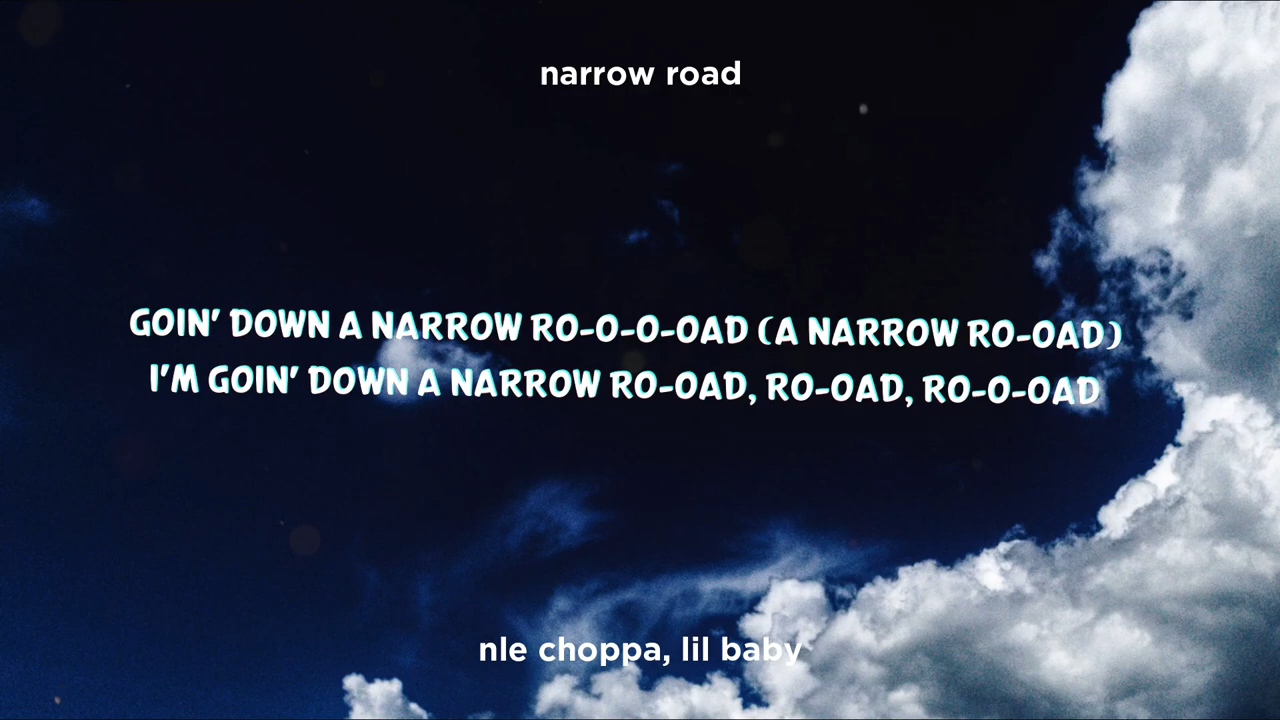 narrow road
GOIN' DOWN A NARROW RO-O-O-OAD (A NARROW RO-OAD)
I'M GOIN' DOWN A NARROW RO-OAD, RO-OAD, RO-O-OAD
nle choppa, lil baby